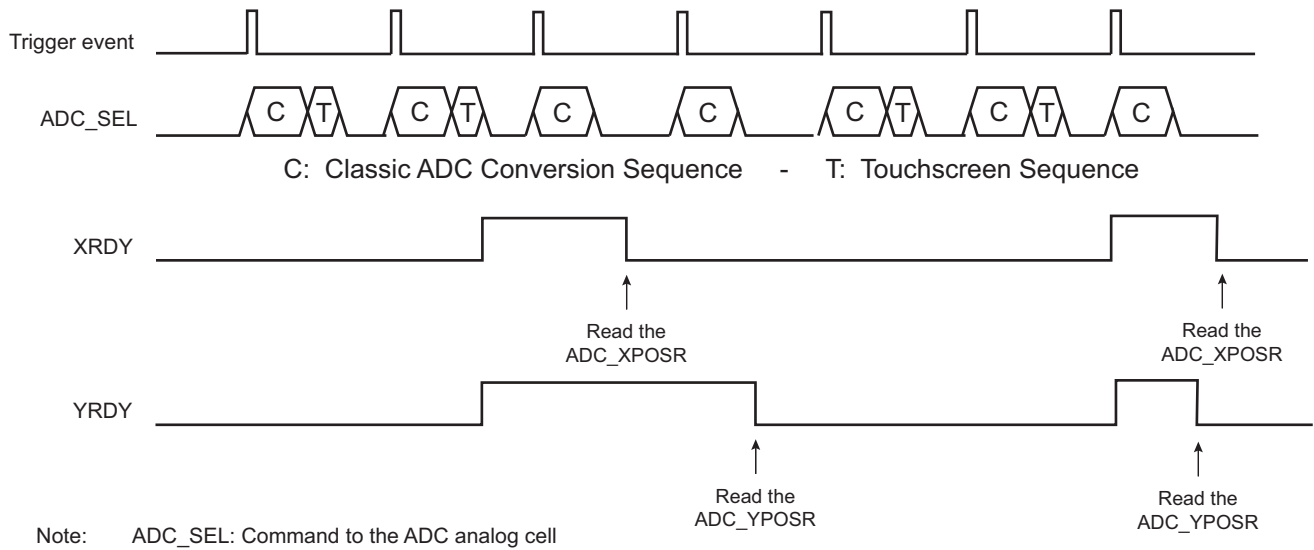 Trigger event
ADC_SEL
C T C T C C C T C T C
C: Classic ADC Conversion Sequence - T: Touchscreen Sequence
XRDY
Read the
ADC_XPOSR
Read the
ADC_XPOSR
YRDY
Read the
ADC_YPOSR
Read the
ADC_YPOSR
Note: ADC_SEL: Command to the ADC analog cell